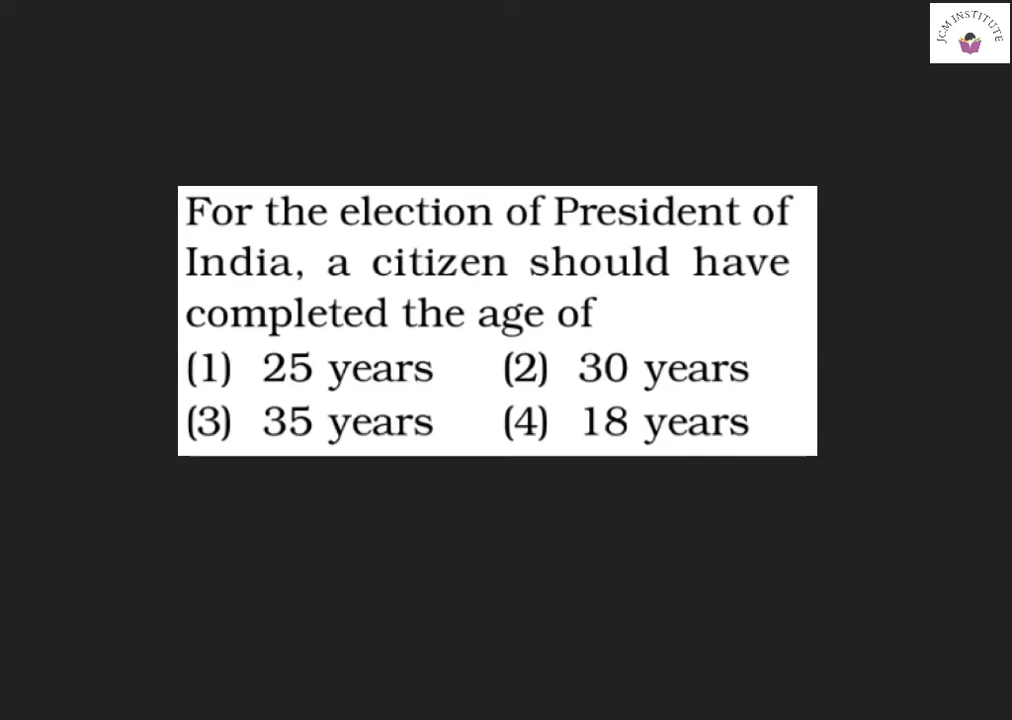 JCM INSTITUTE
For the election of President of
India, a citizen should have
completed the age of
(1) 25 years (2) 30 years
(3) 35 years (4) 18 years